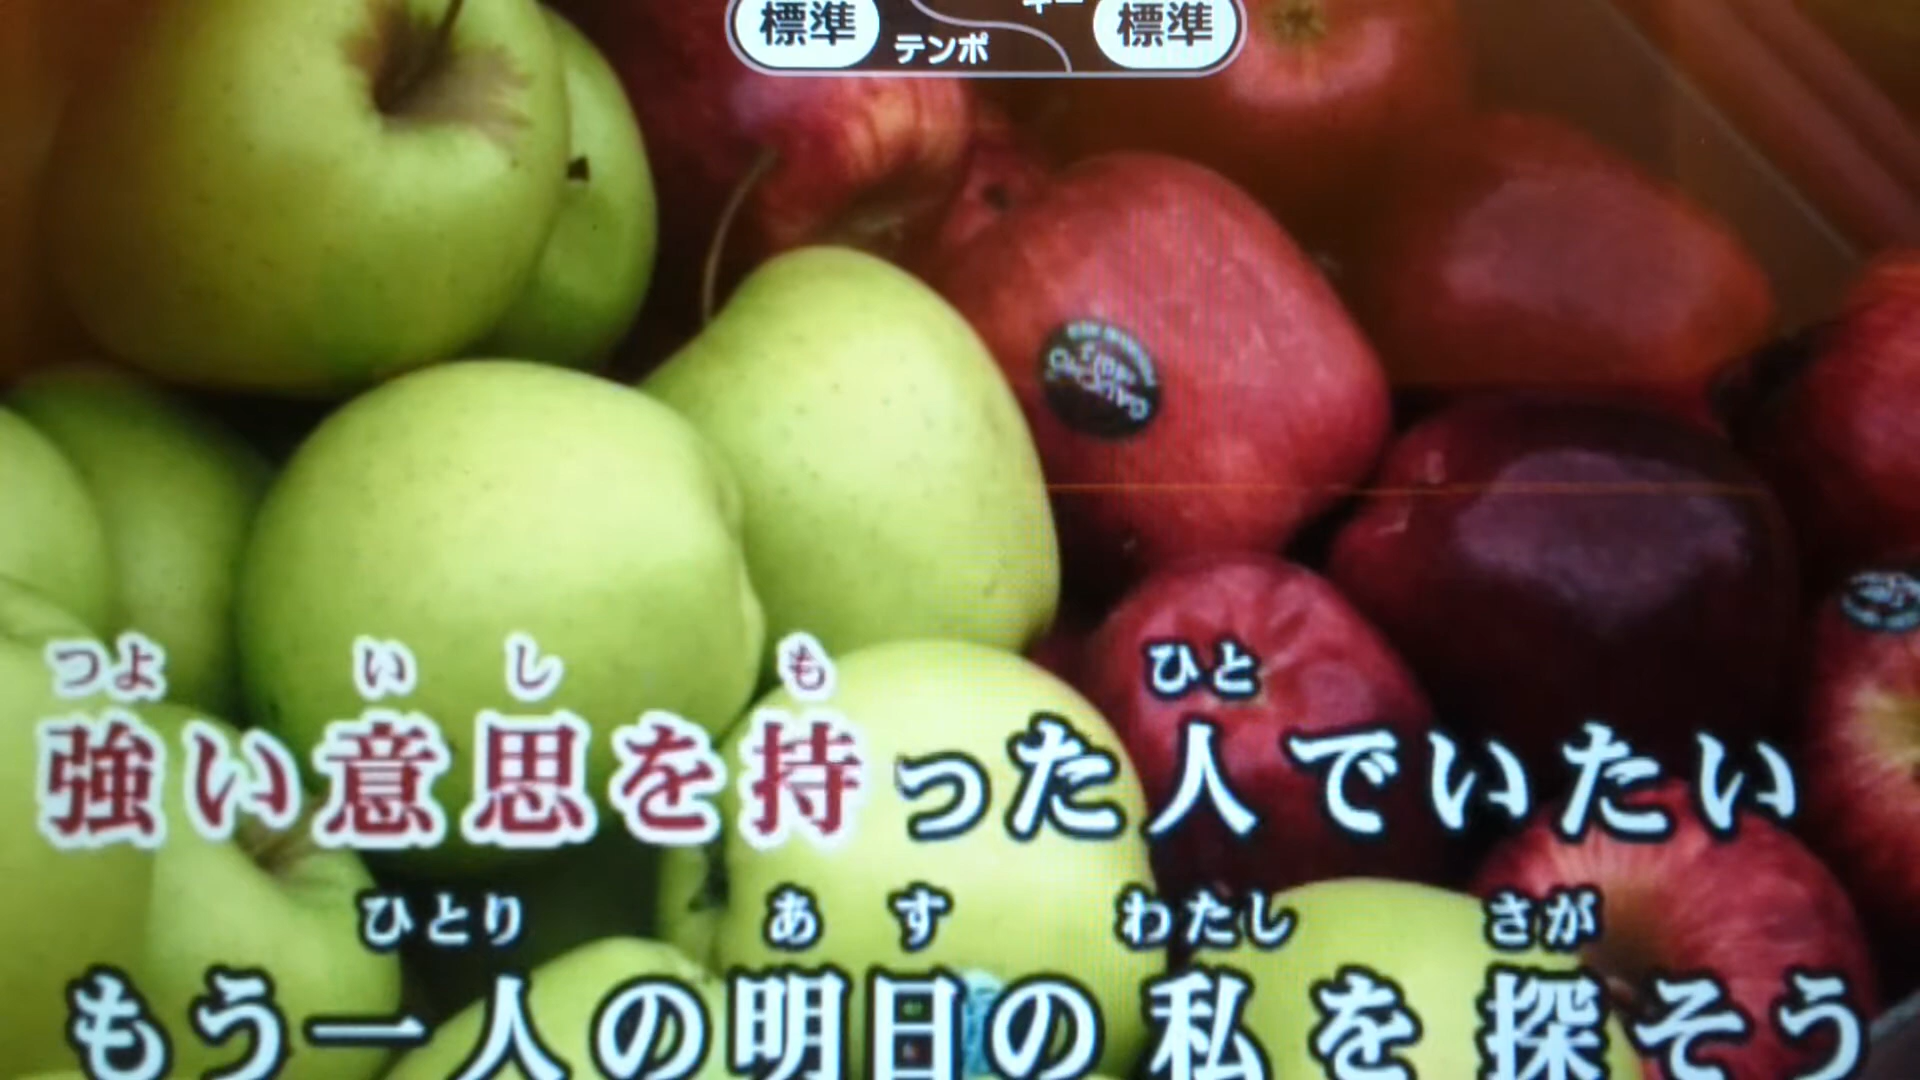 標準 キー 標準
テンポ
つよ い し も ひと
強い意思を持った人でいたい
ひとり あ す わたし さが
もう一人の明日の私を探そう